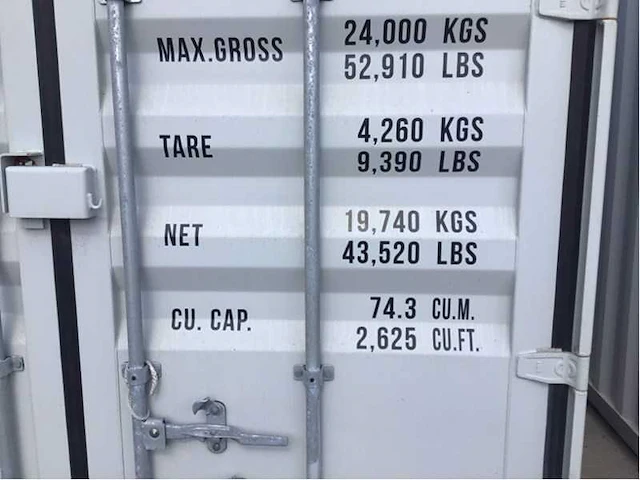 MAX.GROSS 24,000 KGS
52,910 LBS
TARE 4,260 KGS
9,390 LBS
NET 19,740 KGS
43,520 LBS
CU. CAP. 74.3 CU.M.
2,625 CU.FT.